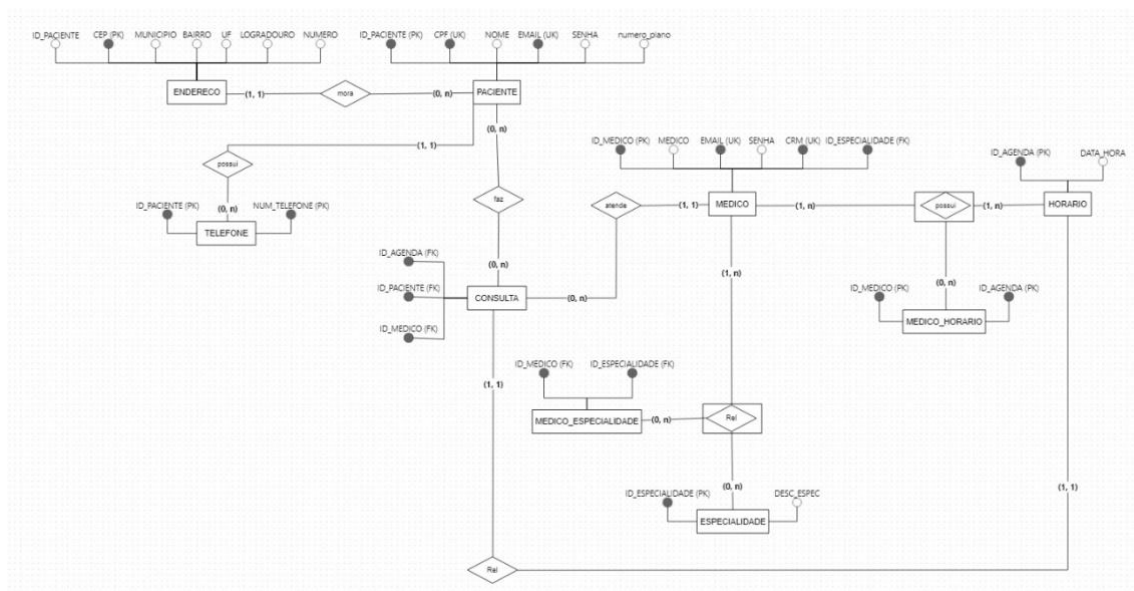 ID_PACIENTE CEP (PK) MUNICIPIO BAIRRO UF LOGRADOURO NUMERO
ID_PACIENTE (PK) CPF (UK) NOME EMAIL (UK) SENHA numero_plano
ENDERECO (1, 1) mora (0, n) PACIENTE
(0, n)
(1, 1)
possui
ID_MEDICO (PK) MEDICO EMAIL (UK) SENHA CRM (UK) ID_ESPECIALIDADE (FK)
ID_AGENDA (PK) DATA_HORA
(0, n)
ID_PACIENTE (PK) NUM_TELEFONE (PK)
TELEFONE
faz
atende (1, 1) MEDICO (1, n) possui (1, n) HORARIO
ID_AGENDA (FK)
(0, n)
ID_PACIENTE (FK)
CONSULTA (0, n)
ID_MEDICO (FK)
(1, n)
(0, n)
ID_MEDICO (PK) ID_AGENDA (PK)
MEDICO_HORARIO
(1, 1)
ID_MEDICO (FK) ID_ESPECIALIDADE (FK)
MEDICO_ESPECIALIDADE (0, n) Rel
(0, n)
(1, 1)
ID_ESPECIALIDADE (PK) DESC_ESPEC
ESPECIALIDADE
Rel